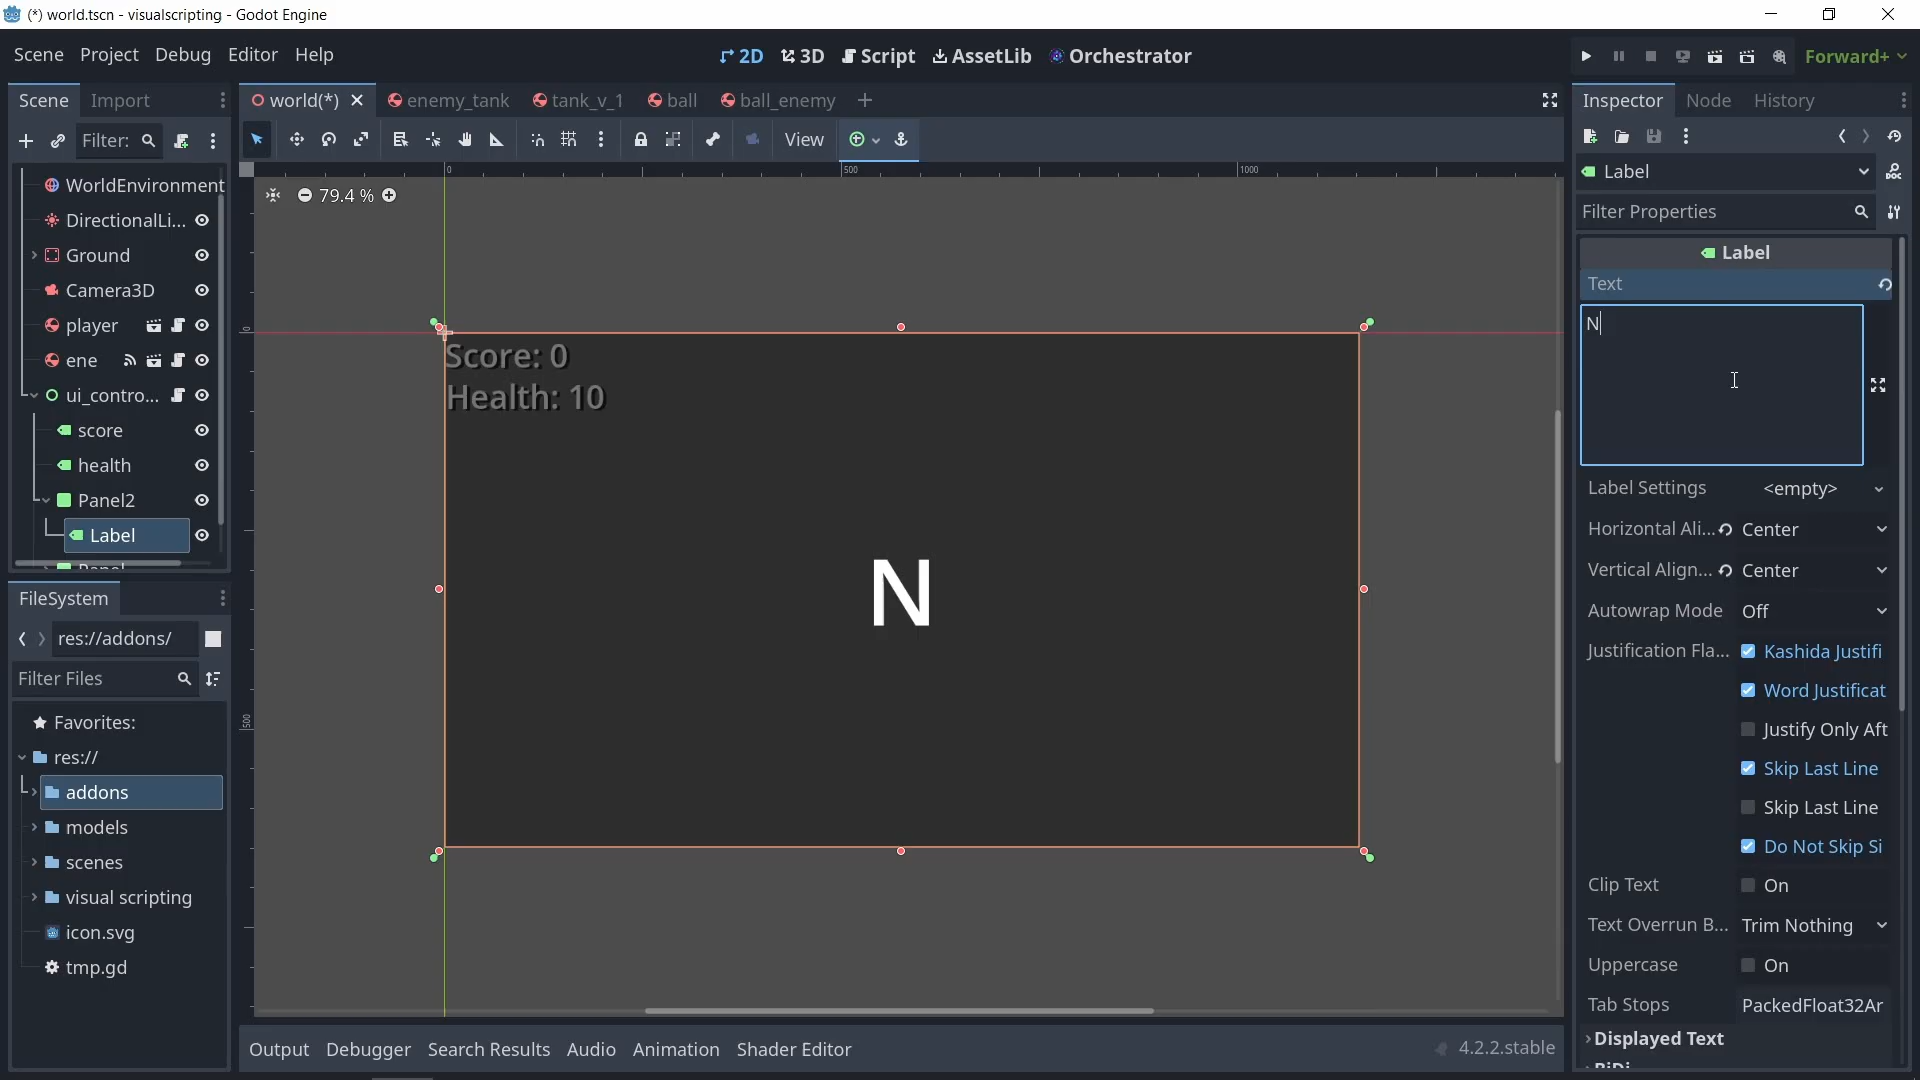 (*) world.tscn - visualscripting - Godot Engine
Scene Project Debug Editor Help
2D 3D Script AssetLib Orchestrator
Forward+
Scene Import
world(*) enemy_tank tank_v_1 ball ball_enemy
Inspector Node History
Filter:
View
Label
Filter Properties
WorldEnvironment
DirectionalLi...
Ground
Camera3D
player
ene
ui_contro...
score
health
Panel2
Label
0 500 1000
79.4 %
0
500
Score: 0
Health: 10
N
Label
Text
N
Label Settings <empty>
Horizontal Ali... Center
Vertical Align... Center
Autowrap Mode Off
Justification Fla... Kashida Justifi
Word Justificat
Justify Only Aft
Skip Last Line
Skip Last Line
Do Not Skip Si
Clip Text On
Text Overrun B... Trim Nothing
Uppercase On
Tab Stops PackedFloat32Ar
Displayed Text
FileSystem
res://addons/
Filter Files
Favorites:
res://
addons
models
scenes
visual scripting
icon.svg
tmp.gd
Output Debugger Search Results Audio Animation Shader Editor
4.2.2.stable